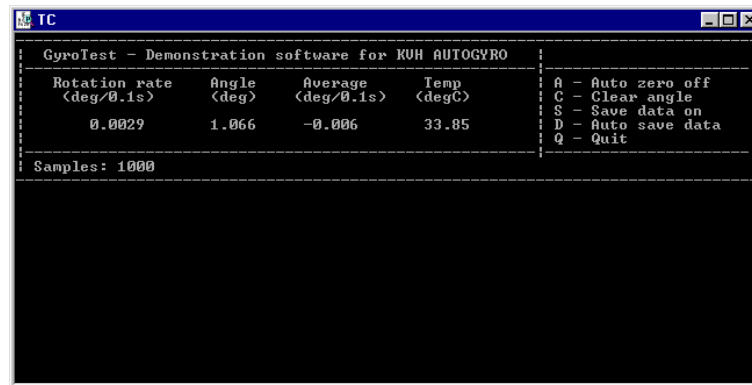 TC
GyroTest - Demonstration software for KVH AUTOGYRO
Rotation rate Angle Average Temp
(deg/0.1s) (deg) (deg/0.1s) (degC)
0.0029 1.066 -0.006 33.85
A - Auto zero off
C - Clear angle
S - Save data on
D - Auto save data
Q - Quit
Samples: 1000